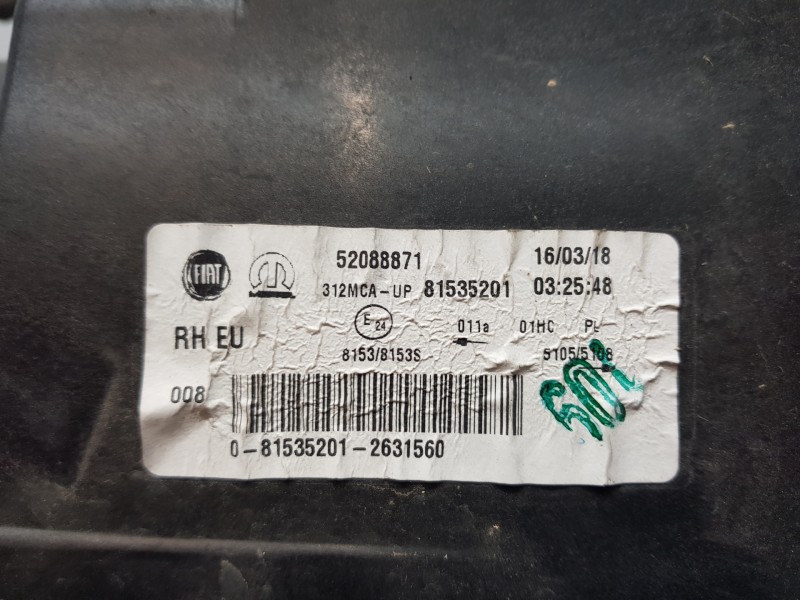 FIAT
52088871 16/03/18
312MCA-UP 81535201 03:25:48
RH EU E24 011a 01HC PL
8153/8153S 5105/5108
008
0-81535201-2631560